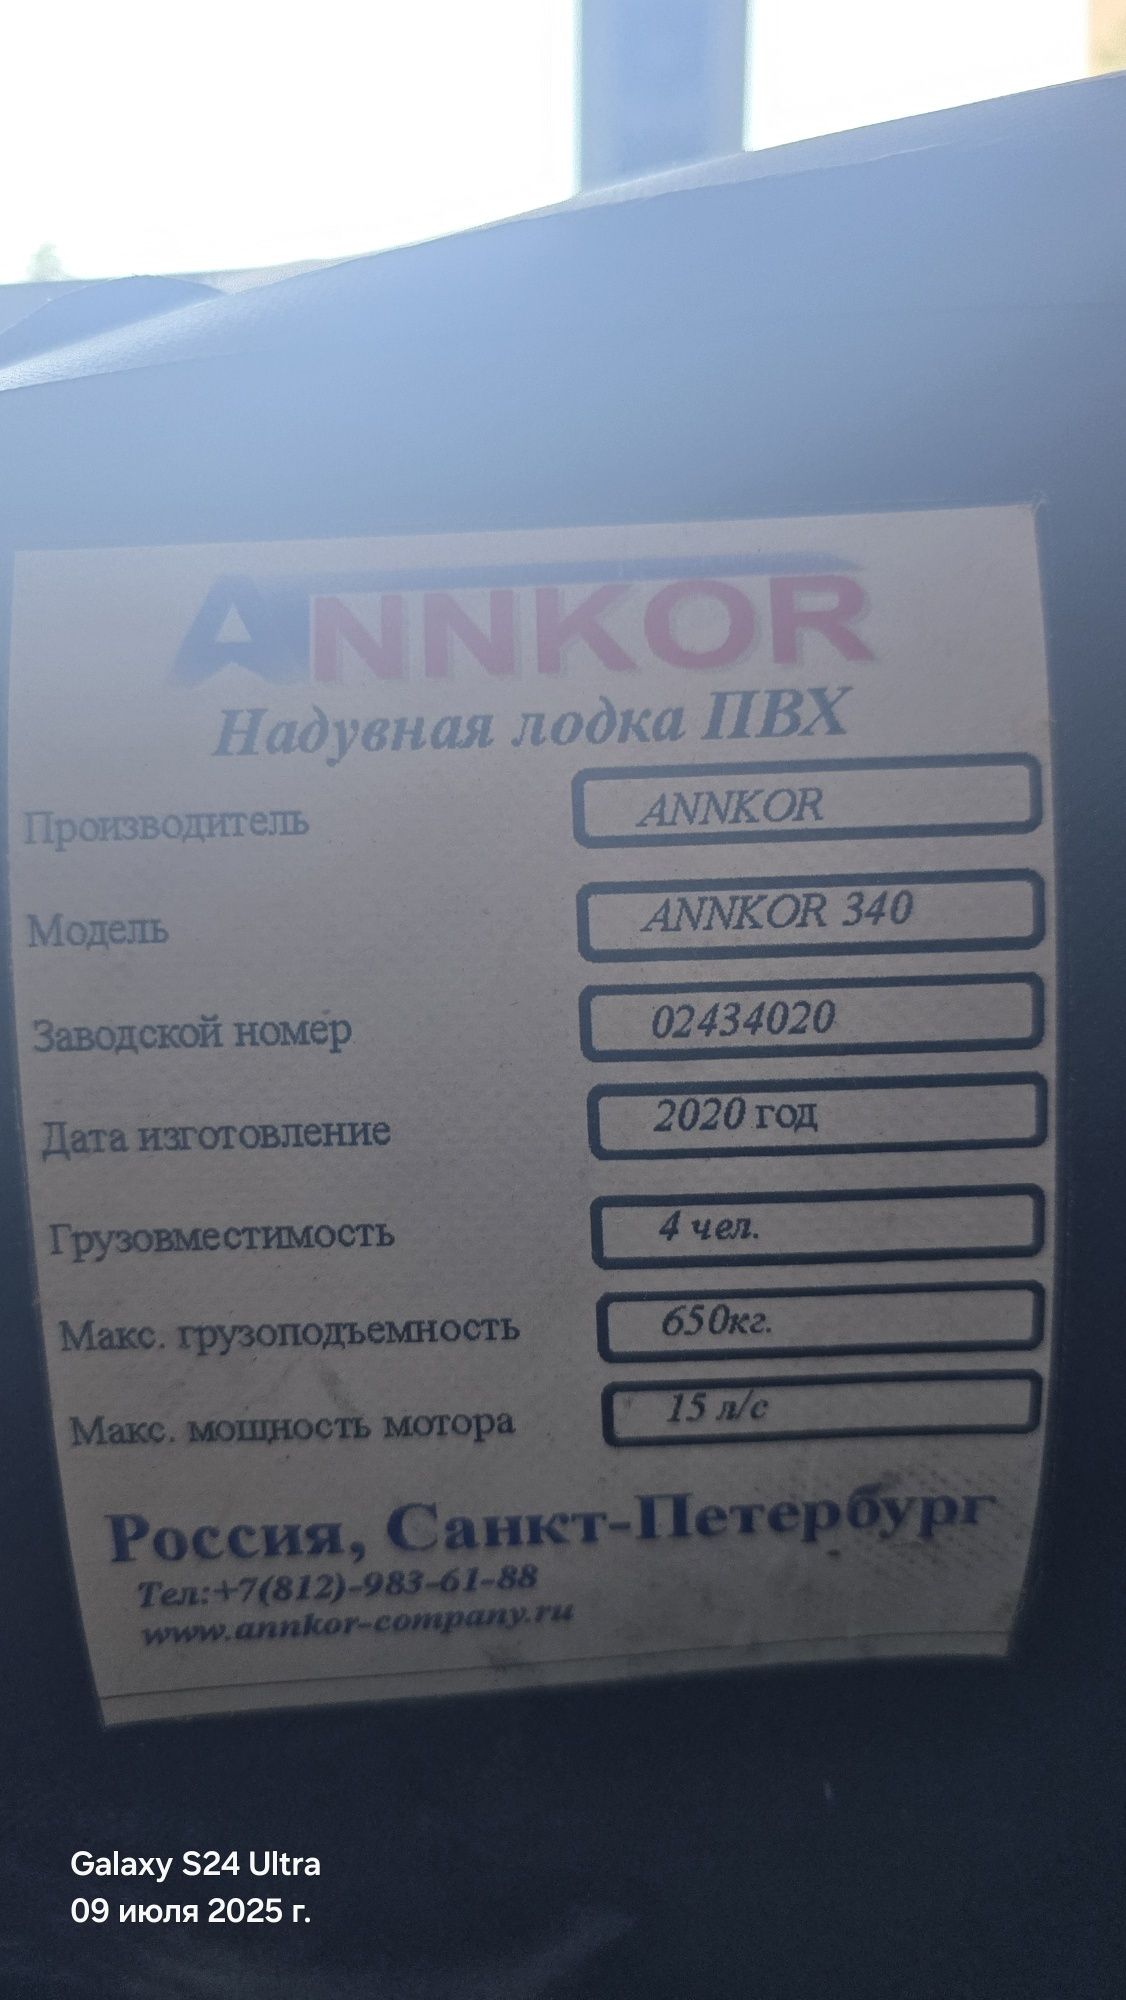 ANNKOR
Надувная лодка ПВХ
Производитель ANNKOR
Модель ANNKOR 340
Заводской номер 02434020
Дата изготовление 2020 год
Грузовместимость 4 чел.
Макс. грузоподъемность 650кг.
Макс. мощность мотора 15 л/с
Россия, Санкт-Петербург
Тел:+7(812)-983-61-88
www.annkor-company.ru
Galaxy S24 Ultra
09 июля 2025 г.